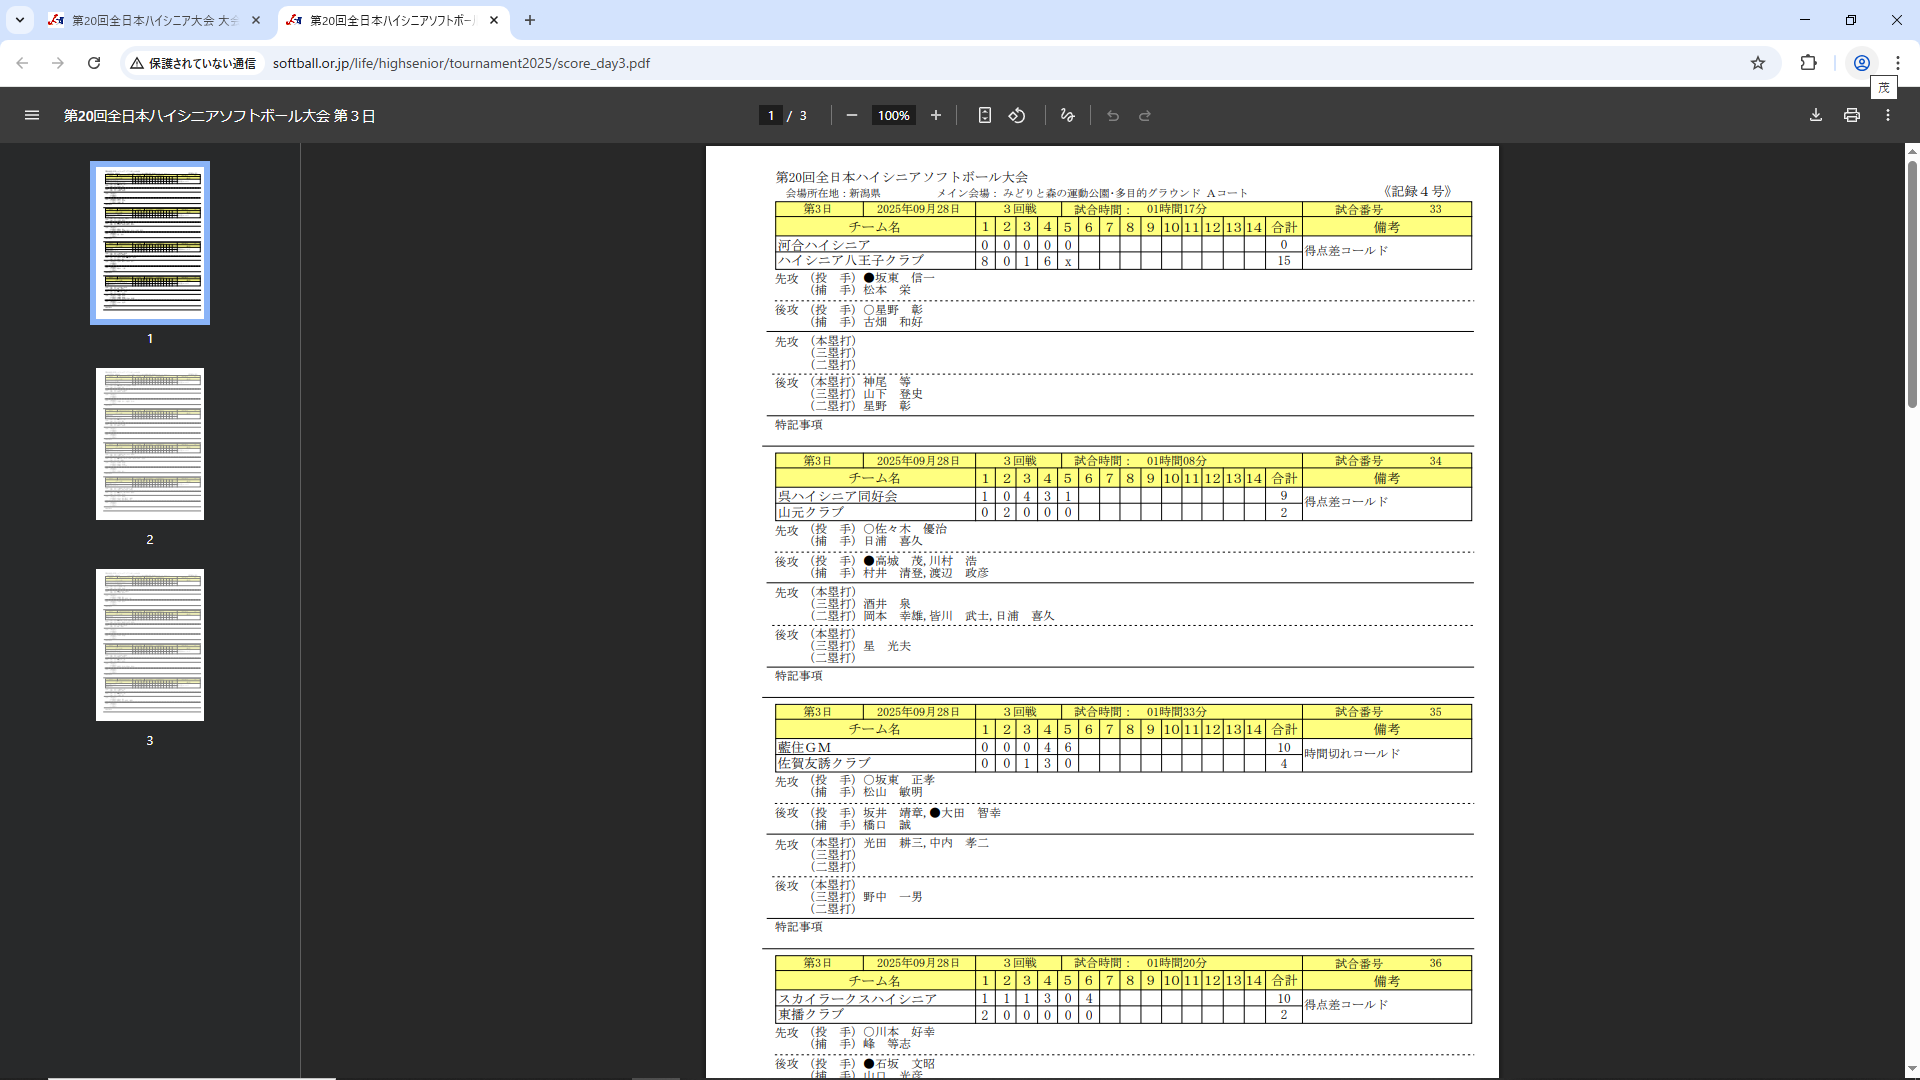 第20回全日本ハイシニア大会 大会
第20回全日本ハイシニアソフトボール
保護されていない通信 softball.or.jp/life/highsenior/tournament2025/score_day3.pdf
茂
第20回全日本ハイシニアソフトボール大会 第３日 1 / 3 100%
1
2
3
第20回全日本ハイシニアソフトボール大会
会場所在地：新潟県 メイン会場： みどりと森の運動公園･多目的グラウンド Aコート 《記録４号》
第3日 2025年09月28日 ３回戦 試合時間： 01時間17分 試合番号 33
チーム名 1 2 3 4 5 6 7 8 9 10 11 12 13 14 合計 備考
河合ハイシニア 0 0 0 0 0 0 得点差コールド
ハイシニア八王子クラブ 8 0 1 6 x 15
先攻 （投　手）●坂東　信一
（捕　手）松本　栄
後攻 （投　手）〇星野　彰
（捕　手）古畑　和好
先攻 （本塁打）
（三塁打）
（二塁打）
後攻 （本塁打）神尾　等
（三塁打）山下　登史
（二塁打）星野　彰
特記事項
第3日 2025年09月28日 ３回戦 試合時間： 01時間08分 試合番号 34
チーム名 1 2 3 4 5 6 7 8 9 10 11 12 13 14 合計 備考
呉ハイシニア同好会 1 0 4 3 1 9 得点差コールド
山元クラブ 0 2 0 0 0 2
先攻 （投　手）〇佐々木　優治
（捕　手）日浦　喜久
後攻 （投　手）●高城　茂,川村　浩
（捕　手）村井　清登,渡辺　政彦
先攻 （本塁打）
（三塁打）酒井　泉
（二塁打）岡本　幸雄,皆川　武士,日浦　喜久
後攻 （本塁打）
（三塁打）星　光夫
（二塁打）
特記事項
第3日 2025年09月28日 ３回戦 試合時間： 01時間33分 試合番号 35
チーム名 1 2 3 4 5 6 7 8 9 10 11 12 13 14 合計 備考
藍住ＧＭ 0 0 0 4 6 10 時間切れコールド
佐賀友誘クラブ 0 0 1 3 0 4
先攻 （投　手）〇坂東　正孝
（捕　手）松山　敏明
後攻 （投　手）坂井　靖章,●大田　智幸
（捕　手）橋口　誠
先攻 （本塁打）光田　耕三,中内　孝二
（三塁打）
（二塁打）
後攻 （本塁打）
（三塁打）野中　一男
（二塁打）
特記事項
第3日 2025年09月28日 ３回戦 試合時間： 01時間20分 試合番号 36
チーム名 1 2 3 4 5 6 7 8 9 10 11 12 13 14 合計 備考
スカイラークスハイシニア 1 1 1 3 0 4 10 得点差コールド
東播クラブ 2 0 0 0 0 0 2
先攻 （投　手）〇川本　好幸
（捕　手）峰　等志
後攻 （投　手）●石坂　文昭
（捕　手）山口　光彦